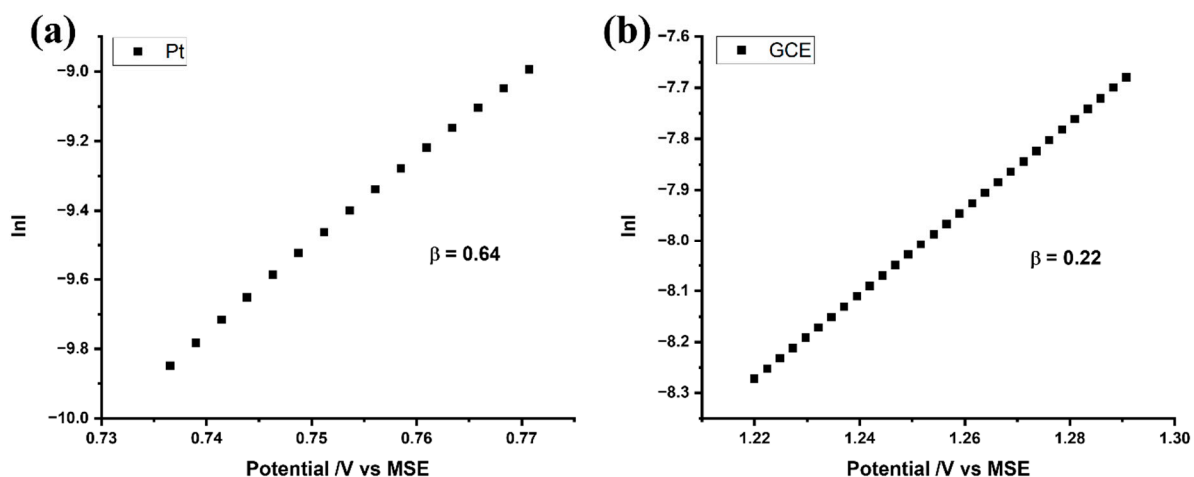 (a)
Pt
lnI
−9.0
−9.2
−9.4
−9.6
−9.8
−10.0
β = 0.64
0.73 0.74 0.75 0.76 0.77
Potential /V vs MSE
(b)
GCE
lnI
−7.6
−7.7
−7.8
−7.9
−8.0
−8.1
−8.2
−8.3
β = 0.22
1.22 1.24 1.26 1.28 1.30
Potential /V vs MSE